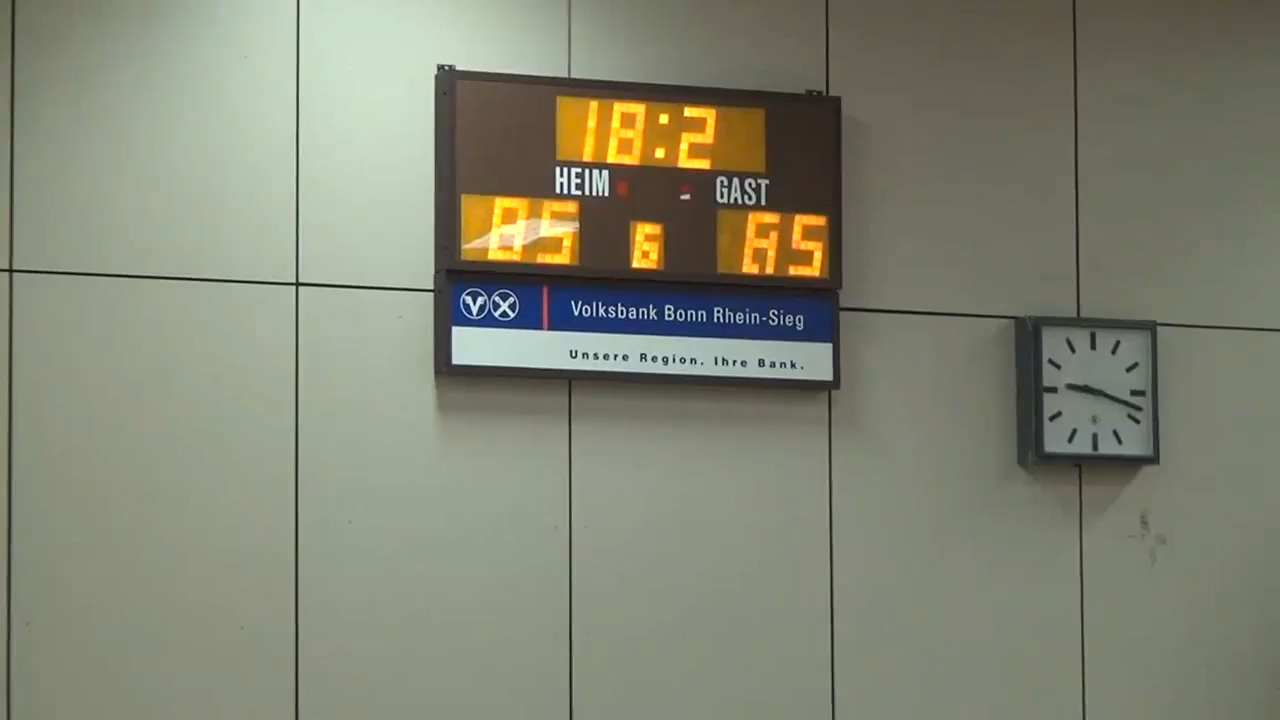 18:2
HEIM GAST
85 6 65
Volksbank Bonn Rhein-Sieg
Unsere Region. Ihre Bank.